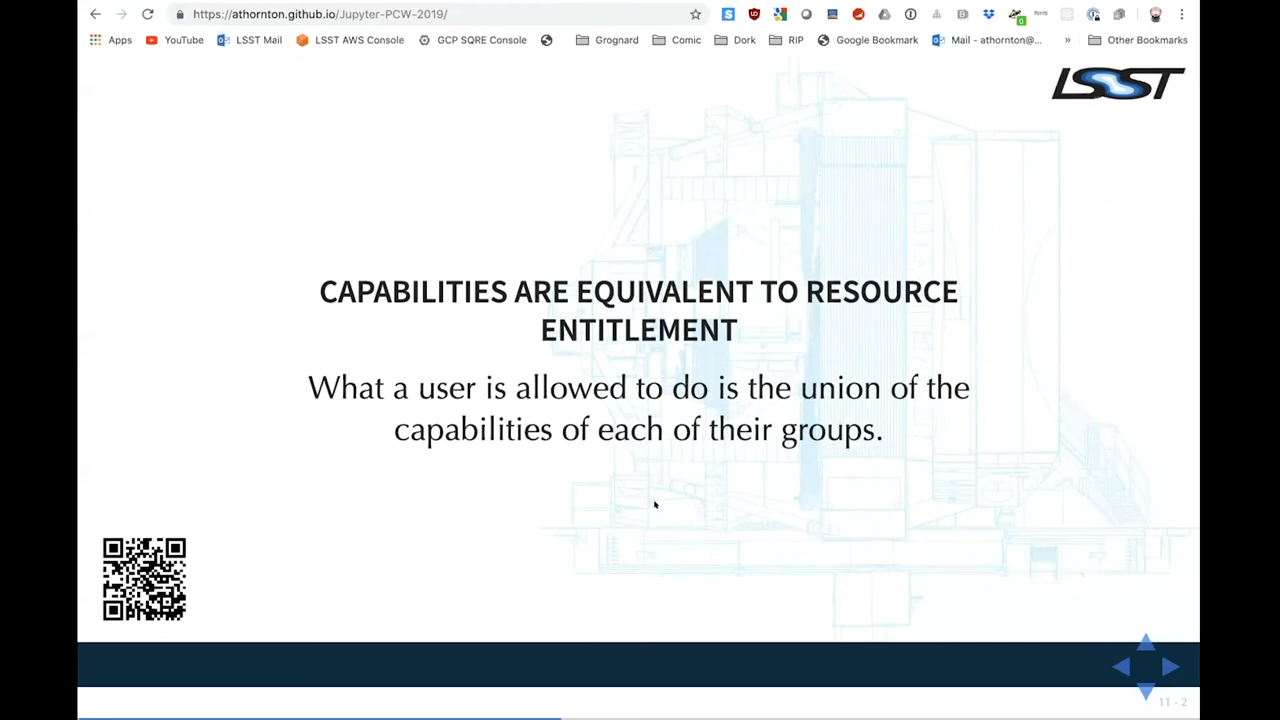 https://athornton.github.io/Jupyter-PCW-2019/
Apps YouTube LSST Mail LSST AWS Console GCP SQRE Console Grognard Comic Dork RIP Google Bookmark Mail - athornton@... » Other Bookmarks
LSST
CAPABILITIES ARE EQUIVALENT TO RESOURCE
ENTITLEMENT
What a user is allowed to do is the union of the
capabilities of each of their groups.
11 - 2